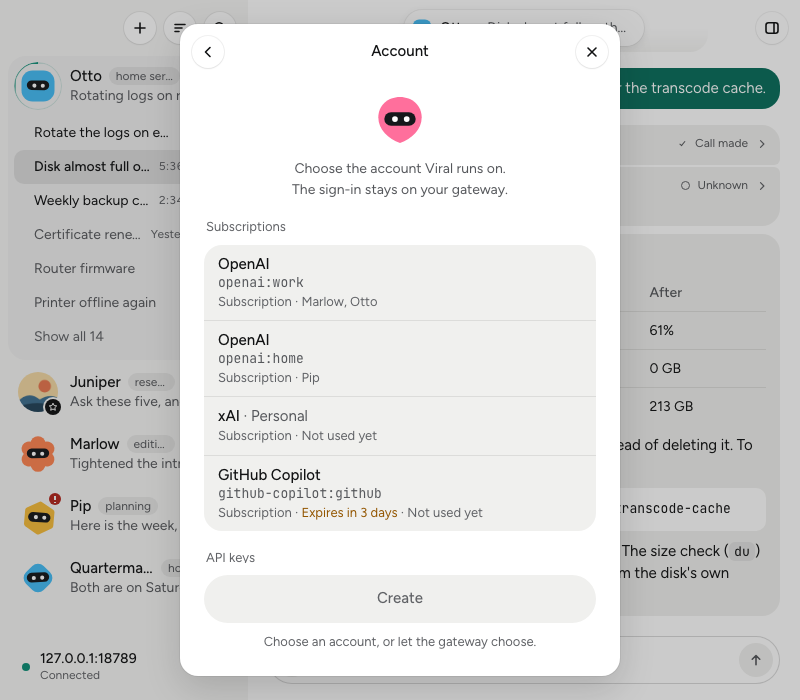 Account
Choose the account Viral runs on.
The sign-in stays on your gateway.
Subscriptions
OpenAI
openai:work
Subscription · Marlow, Otto
OpenAI
openai:home
Subscription · Pip
xAI · Personal
Subscription · Not used yet
GitHub Copilot
github-copilot:github
Subscription · Expires in 3 days · Not used yet
API keys
Create
Choose an account, or let the gateway choose.
Otto home ser...
Rotating logs on
Rotate the logs on e...
Disk almost full o... 5:36
Weekly backup c... 2:34
Certificate rene... Yeste
Router firmware
Printer offline again
Show all 14
Juniper rese...
Ask these five, an
Marlow editi...
Tightened the intr
Pip planning
Here is the week,
Quarterma... ho
Both are on Satur
127.0.0.1:18789
Connected
the transcode cache.
Call made
Unknown
After
61%
0 GB
213 GB
ead of deleting it. To
transcode-cache
The size check ( du )
m the disk's own